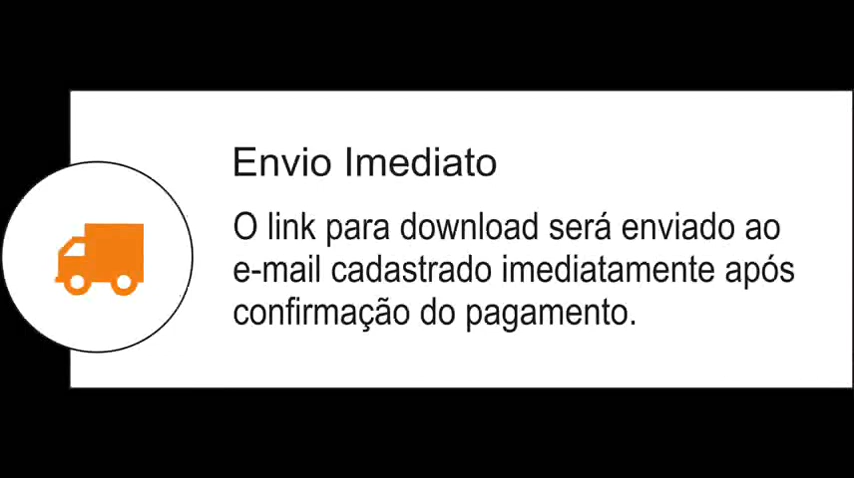 Envio Imediato
O link para download será enviado ao
e-mail cadastrado imediatamente após
confirmação do pagamento.